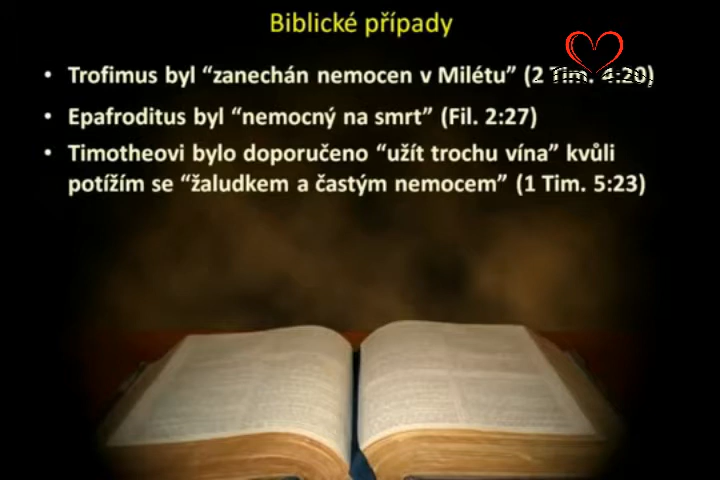 Biblické případy
• Trofimus byl “zanechán nemocen v Milétu” (2 Tim. 4:20)
• Epafroditus byl “nemocný na smrt” (Fil. 2:27)
• Timotheovi bylo doporučeno “užít trochu vína” kvůli
potížím se “žaludkem a častým nemocem” (1 Tim. 5:23)